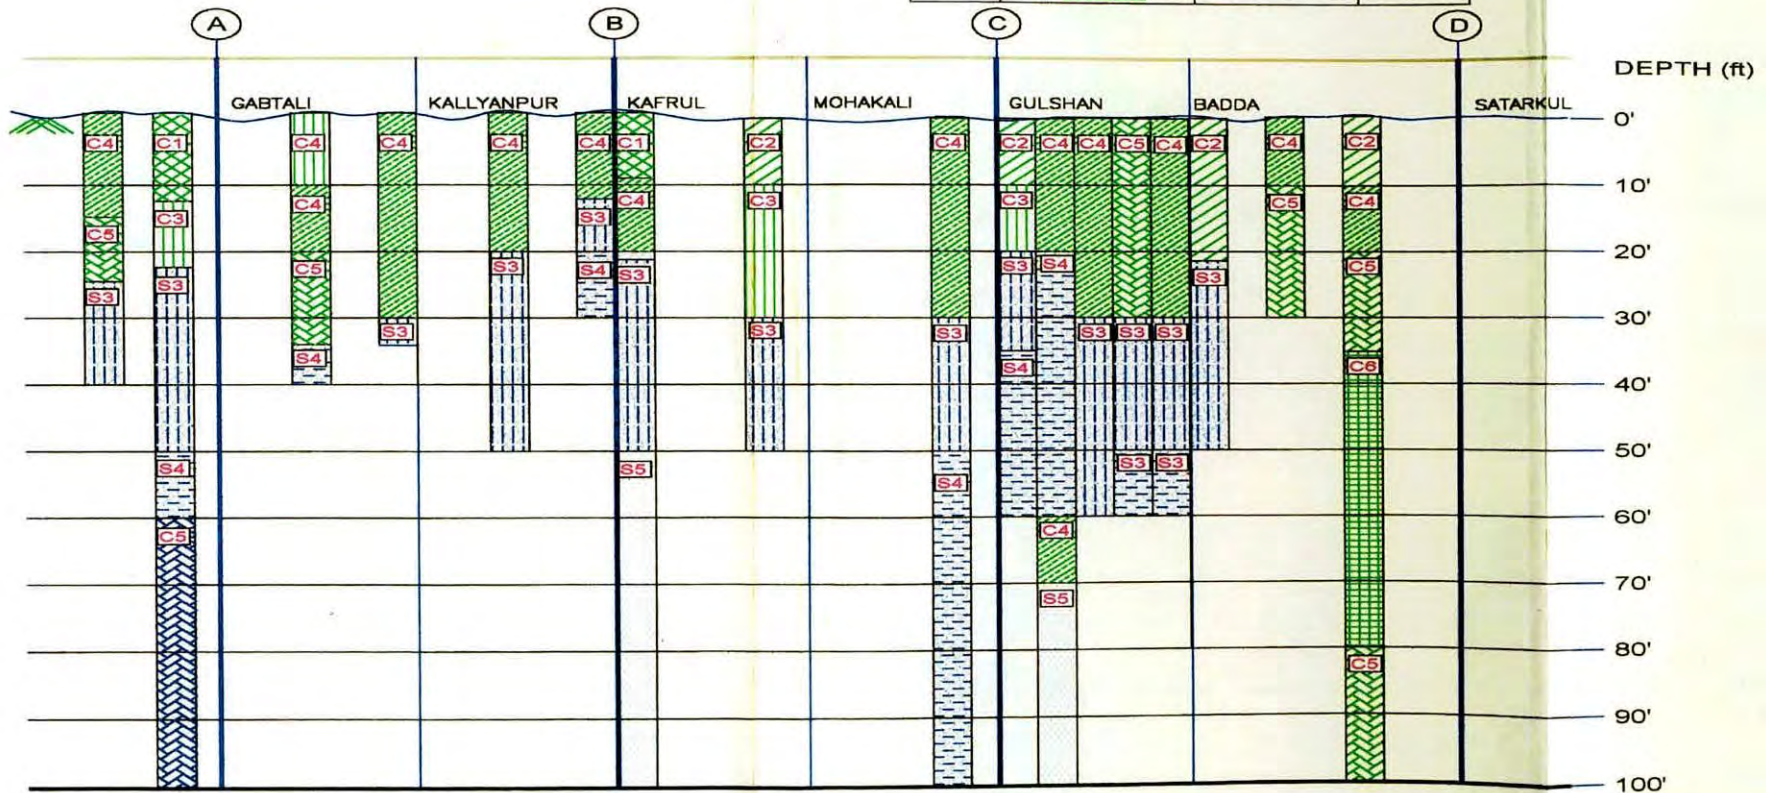 A B C D
DEPTH (ft)
GABTALI KALLYANPUR KAFRUL MOHAKALI GULSHAN BADDA SATARKUL
0'
C4 C1 C4 C4 C4 C4 C1 C2 C4 C2 C4 C4 C5 C4 C2 C4 C2
10'
C3 C4 S3 C4 C3 C3 C5 C4
C5
20'
S3 S3 C5 S3 S4 S3 S3 S4 S3 C5
30'
S4 S3 S3 S3 S4 S3 S3 S3 C6
40'
50'
S4 S5 S4 S3 S3
60'
C5 C4
70'
S5
80'
C5
90'
100'